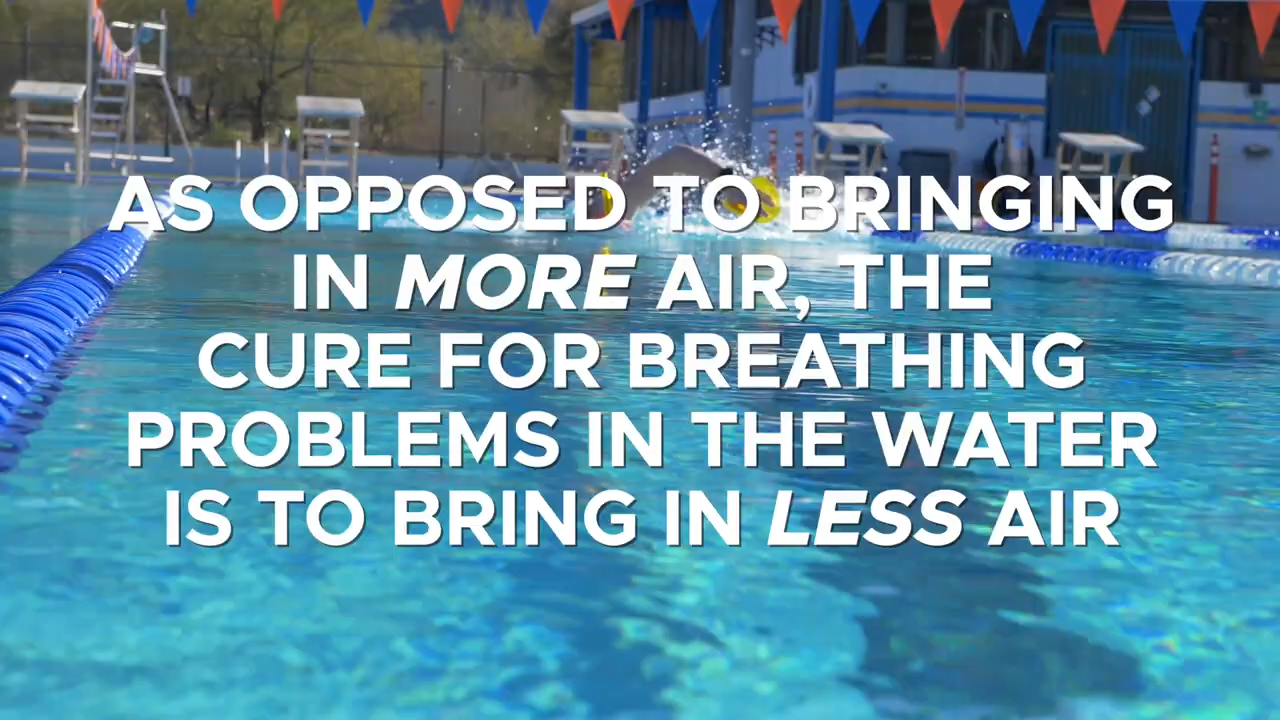 AS OPPOSED TO BRINGING
IN MORE AIR, THE
CURE FOR BREATHING
PROBLEMS IN THE WATER
IS TO BRING IN LESS AIR